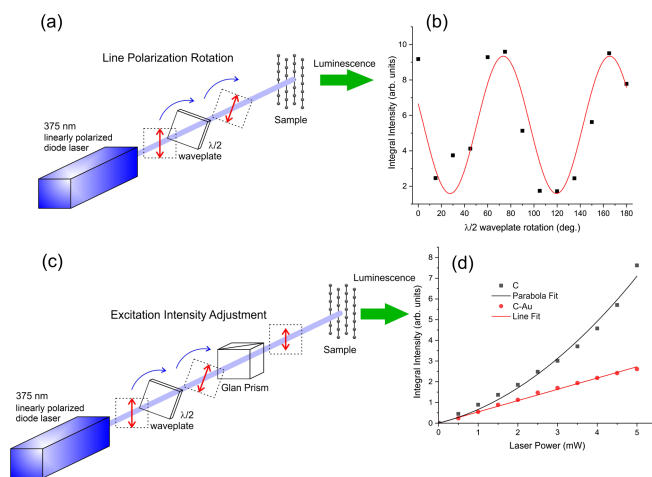 (a)
Line Polarization Rotation
375 nm
linearly polarized
diode laser
λ/2
waveplate
Sample
Luminescence
(b)
Integral Intensity (arb. units)
10
8
6
4
2
0 20 40 60 80 100 120 140 160 180
λ/2 waveplate rotation (deg.)
(c)
Excitation Intensity Adjustment
375 nm
linearly polarized
diode laser
λ/2
waveplate
Glan Prism
Sample
Luminescence
(d)
Integral Intensity (arb. units)
8
7
6
5
4
3
2
1
0
C
Parabola Fit
C-Au
Line Fit
0 1 2 3 4 5
Laser Power (mW)